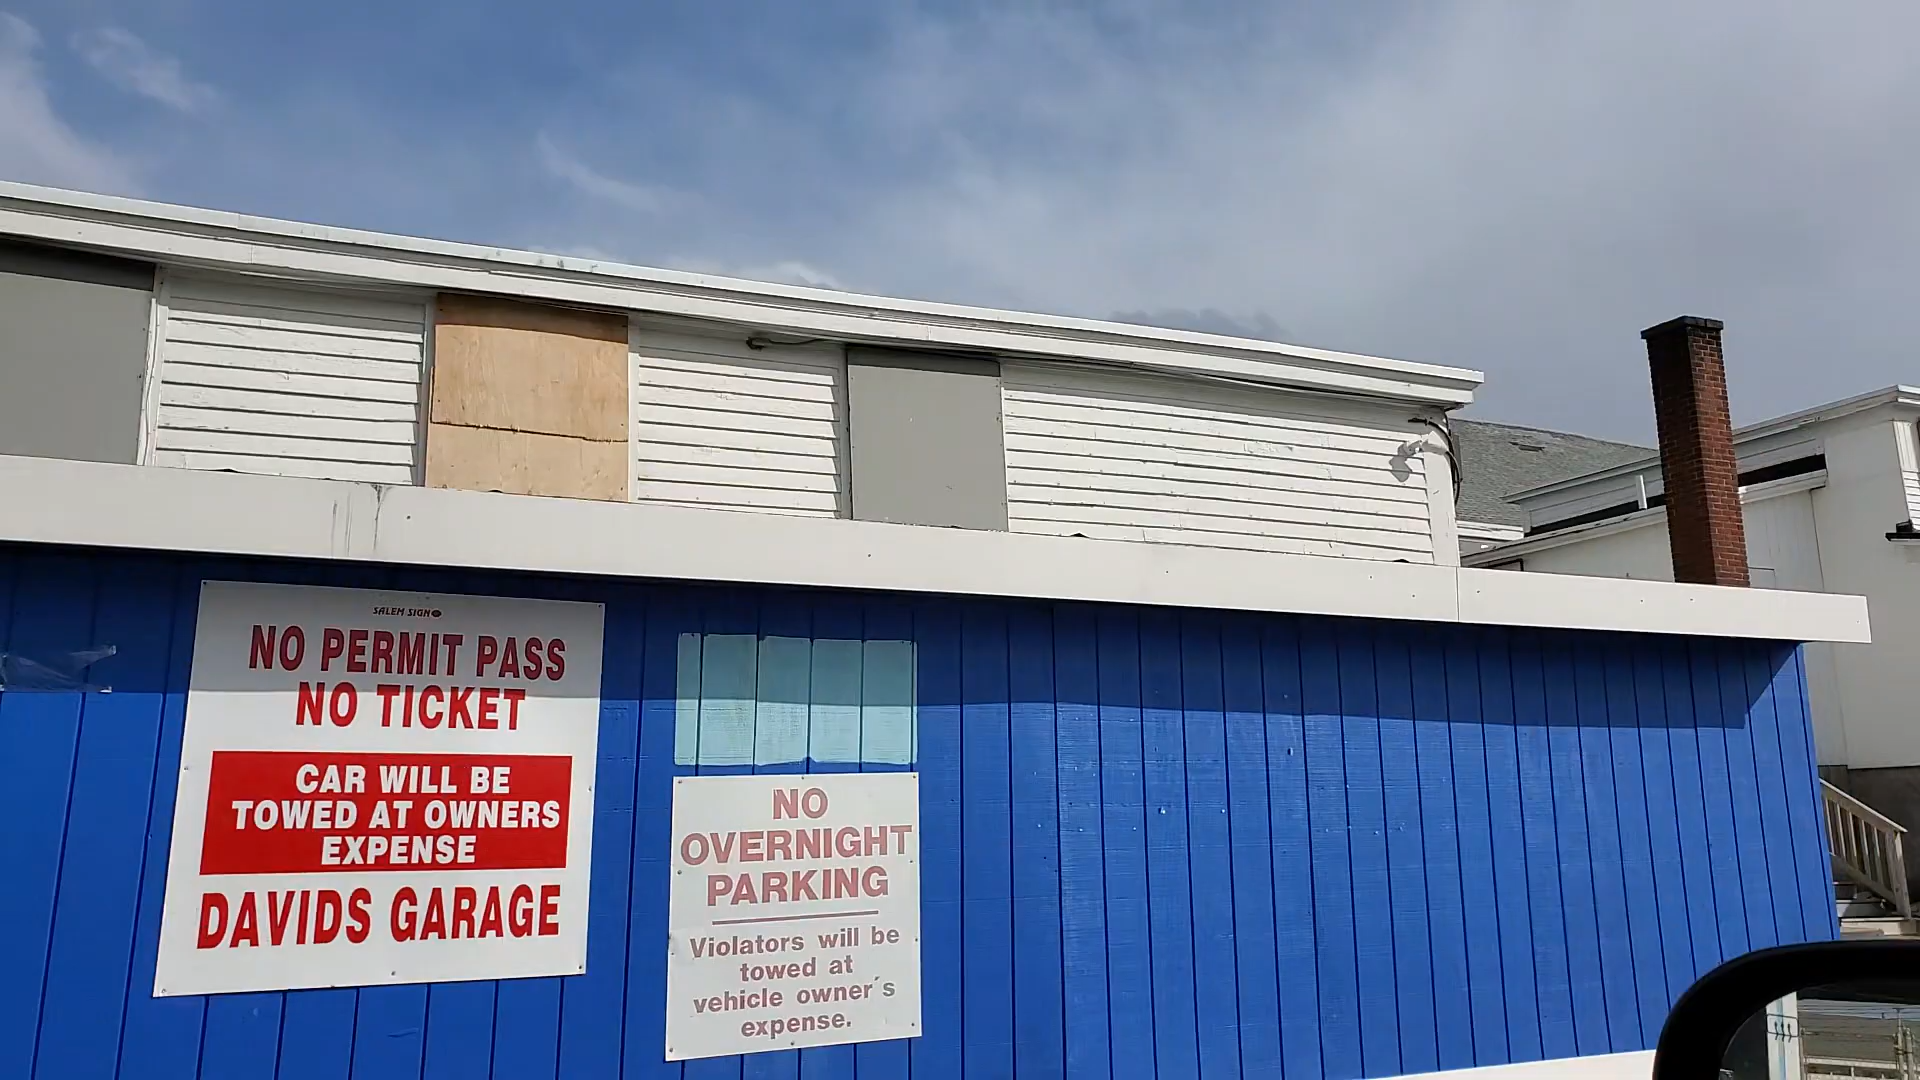 SALEM SIGN
NO PERMIT PASS
NO TICKET
CAR WILL BE
TOWED AT OWNERS
EXPENSE
DAVIDS GARAGE
NO
OVERNIGHT
PARKING
Violators will be
towed at
vehicle owner's
expense.